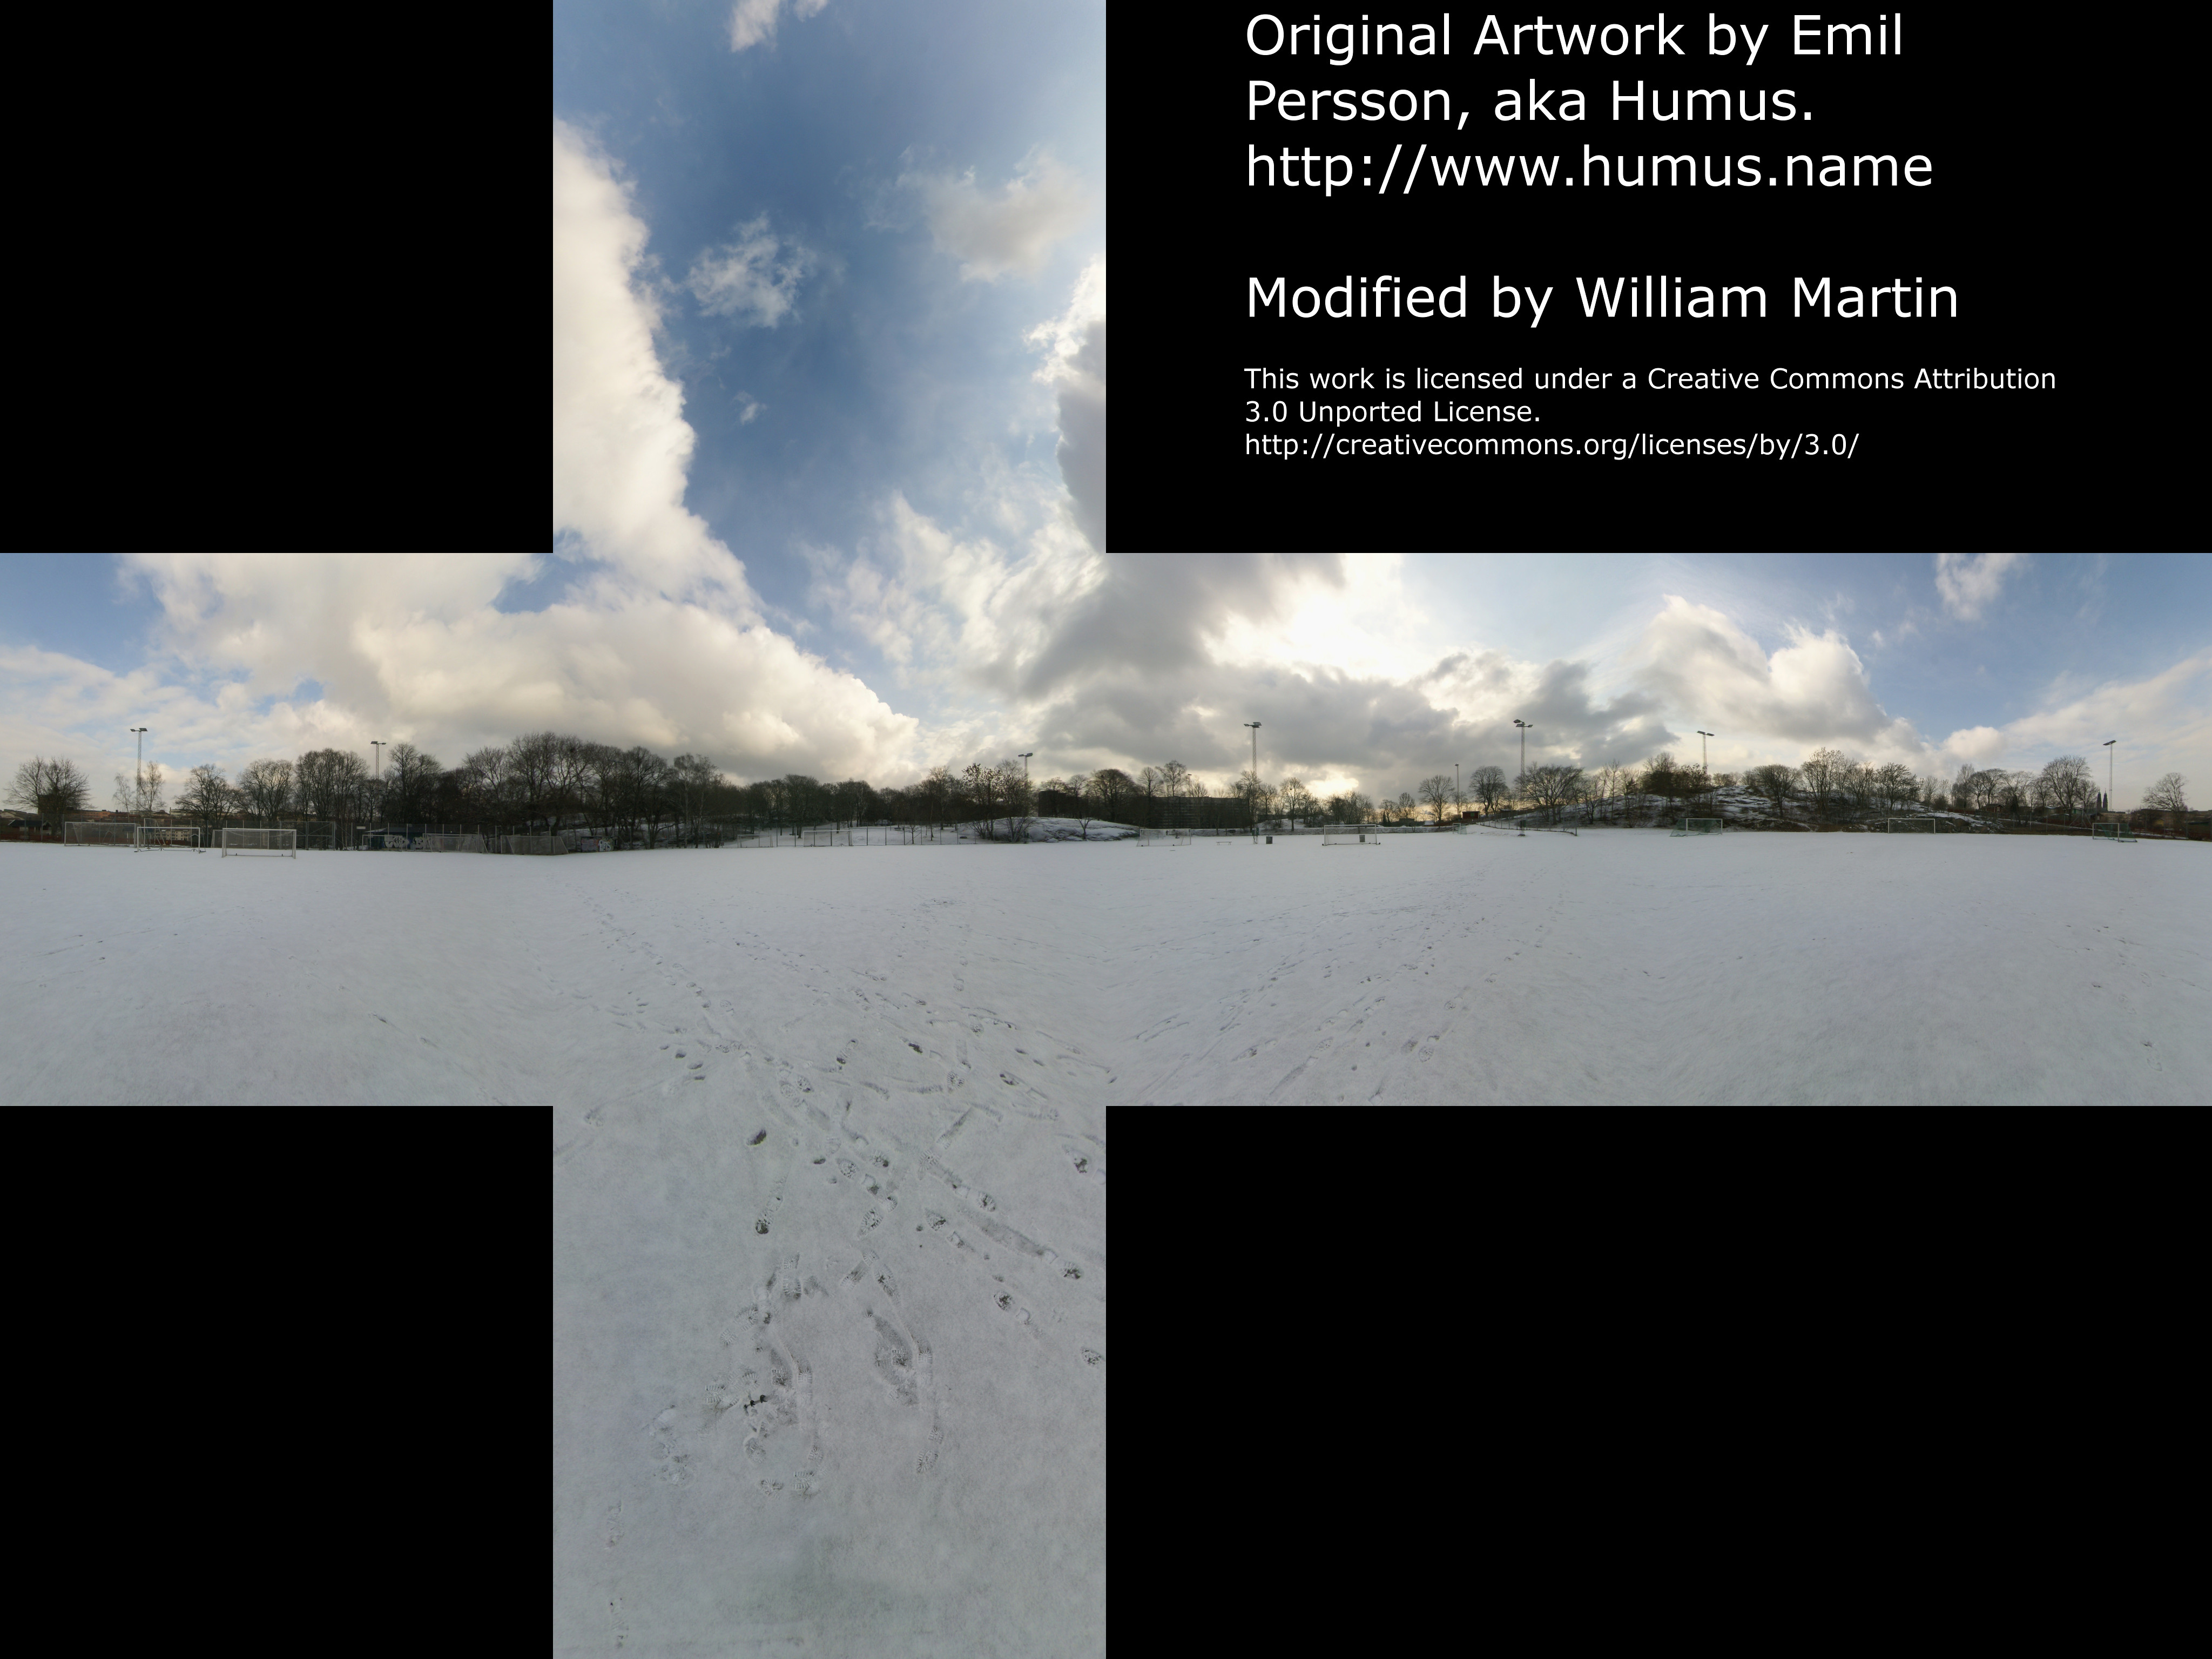 Original Artwork by Emil
Persson, aka Humus.
http://www.humus.name
Modified by William Martin
This work is licensed under a Creative Commons Attribution
3.0 Unported License.
http://creativecommons.org/licenses/by/3.0/